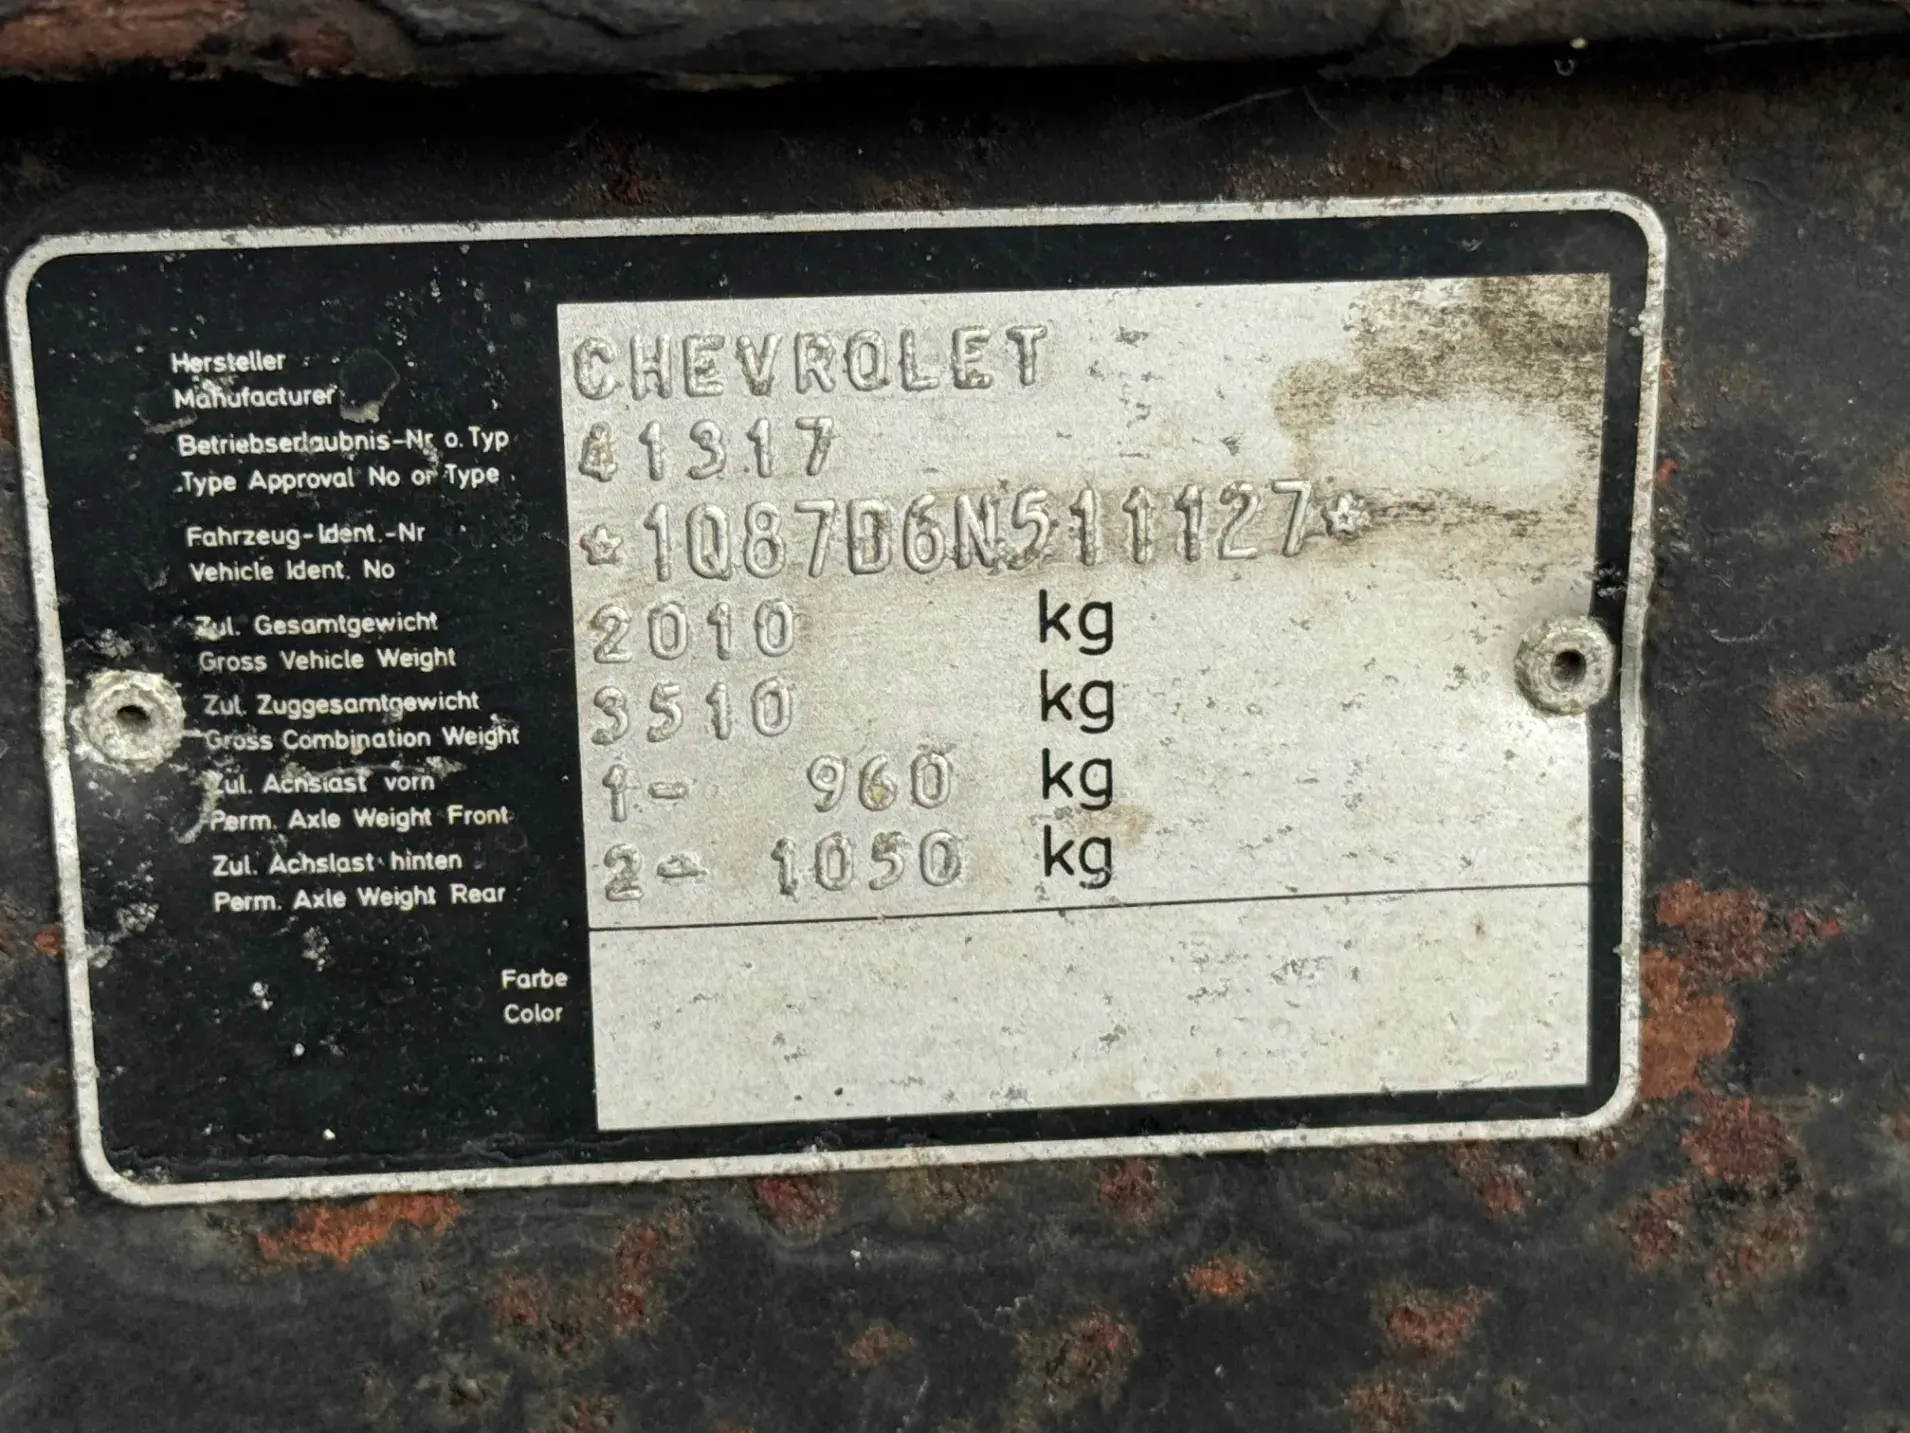 Hersteller
Manufacturer
CHEVROLET
Betriebserlaubnis-Nr. o. Typ
Type Approval No or Type
41317
Fahrzeug-Ident.-Nr
Vehicle Ident. No
*1Q87D6N511127*
Zul. Gesamtgewicht
Gross Vehicle Weight
2010 kg
Zul. Zuggesamtgewicht
Gross Combination Weight
3510 kg
Zul. Achslast vorn
Perm. Axle Weight Front
1- 960 kg
Zul. Achslast hinten
Perm. Axle Weight Rear
2- 1050 kg
Farbe
Color